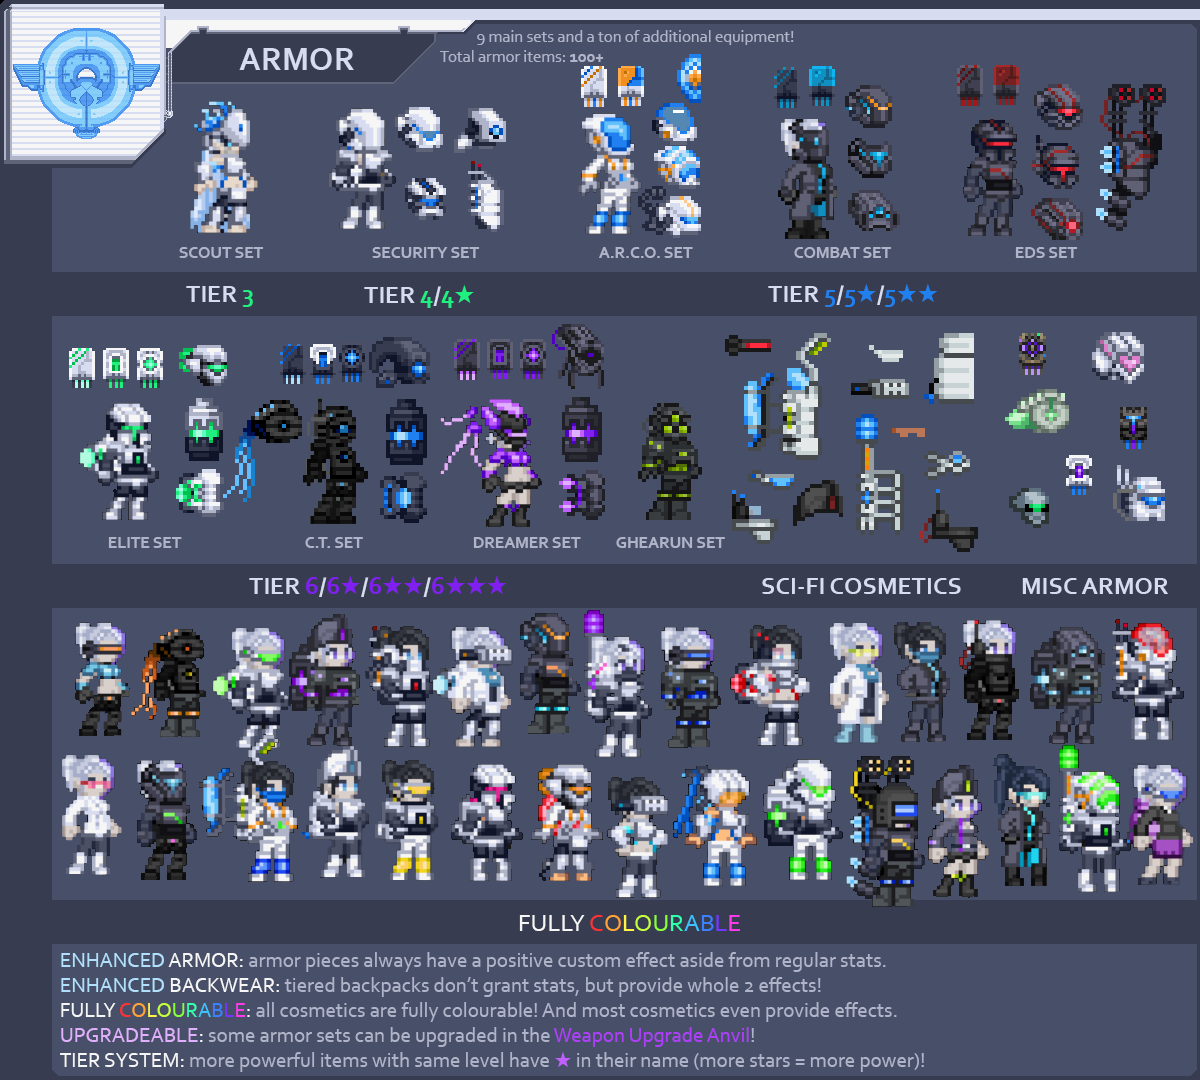 ARMOR
9 main sets and a ton of additional equipment!
Total armor items: 100+
SCOUT SET
SECURITY SET
A.R.C.O. SET
COMBAT SET
EDS SET
TIER 3
TIER 4/4★
TIER 5/5★/5★★
ELITE SET
C.T. SET
DREAMER SET
GHEARUN SET
TIER 6/6★/6★★/6★★★
SCI-FI COSMETICS
MISC ARMOR
FULLY COLOURABLE
ENHANCED ARMOR: armor pieces always have a positive custom effect aside from regular stats.
ENHANCED BACKWEAR: tiered backpacks don't grant stats, but provide whole 2 effects!
FULLY COLOURABLE: all cosmetics are fully colourable! And most cosmetics even provide effects.
UPGRADEABLE: some armor sets can be upgraded in the Weapon Upgrade Anvil!
TIER SYSTEM: more powerful items with same level have ★ in their name (more stars = more power)!